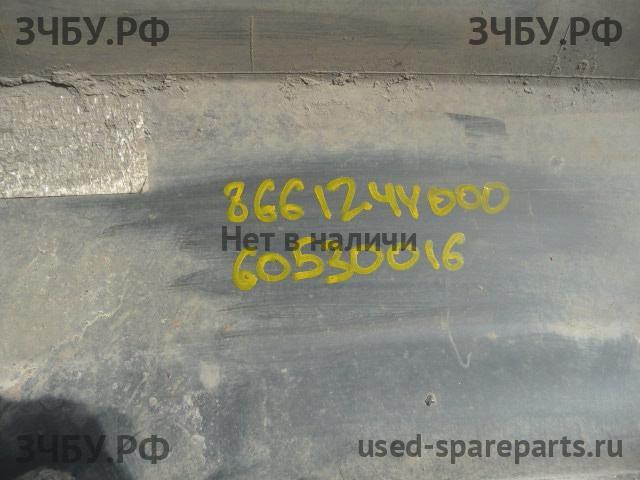 ЗЧБУ.РФ ЗЧБУ.РФ
866124Y000
Нет в наличи
60530016
ЗЧБУ.РФ used-spareparts.ru